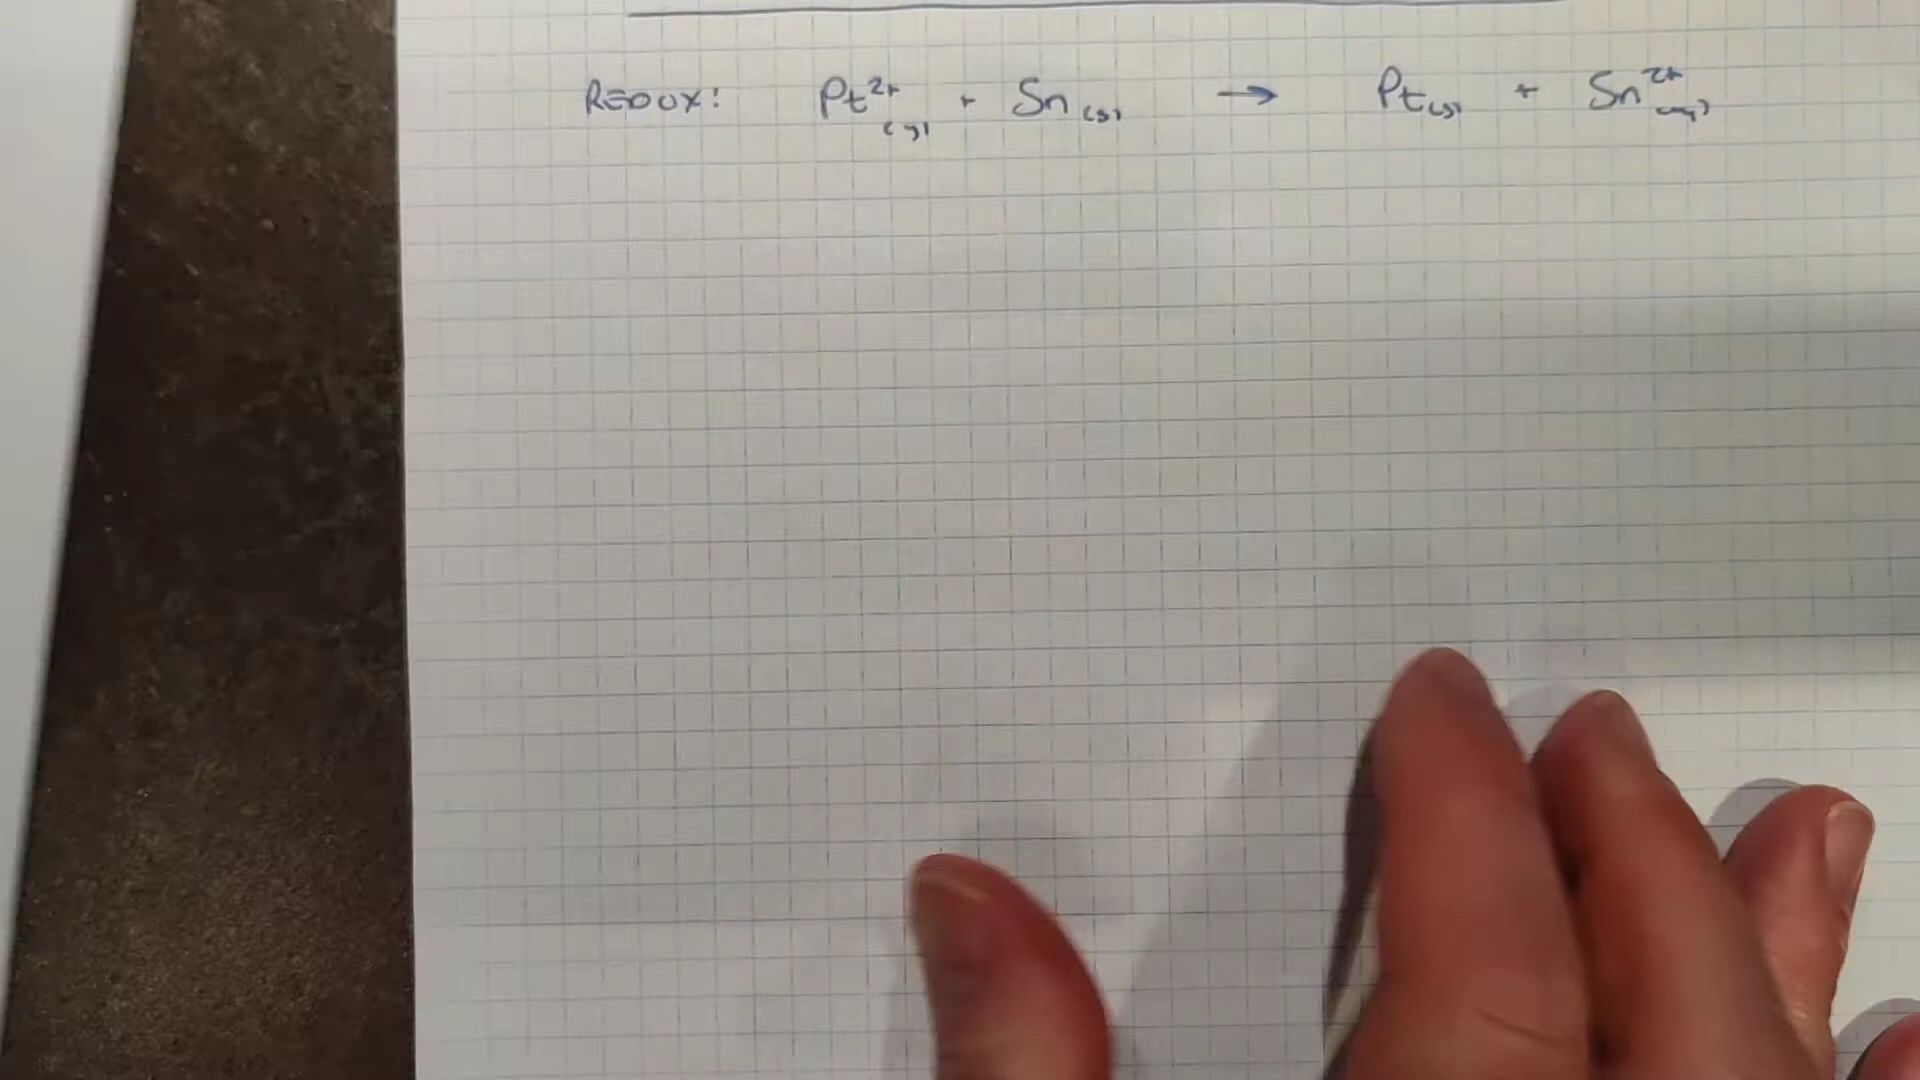 REDOX: Pt²⁺(aq) + Sn(s) → Pt(s) + Sn²⁺(aq)